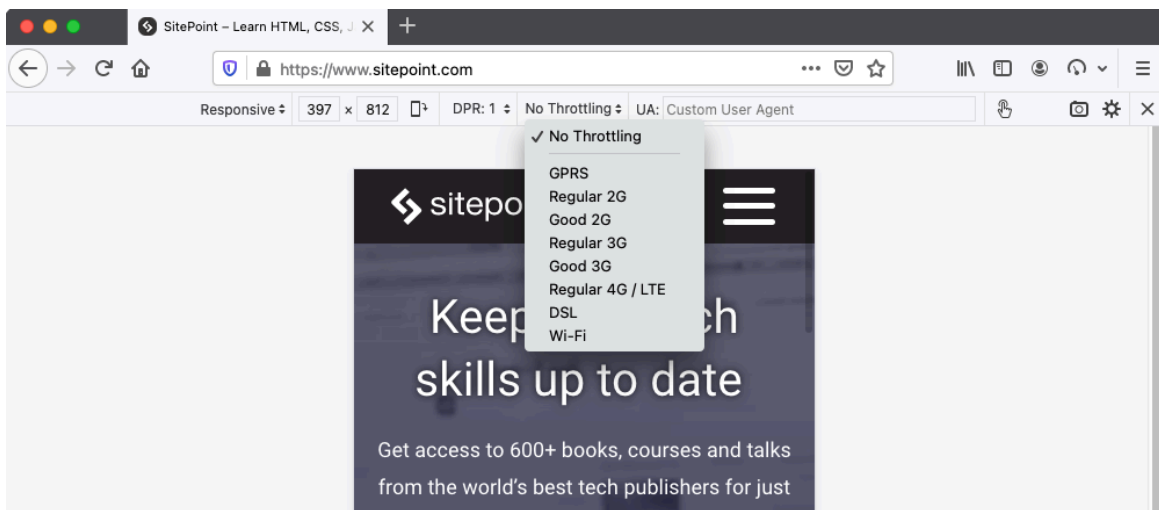 SitePoint – Learn HTML, CSS, J
https://www.sitepoint.com
Responsive 397 × 812 DPR: 1 No Throttling UA: Custom User Agent
No Throttling
GPRS
Regular 2G
Good 2G
Regular 3G
Good 3G
Regular 4G / LTE
DSL
Wi-Fi
sitepo
Keep ch
skills up to date
Get access to 600+ books, courses and talks
from the world's best tech publishers for just